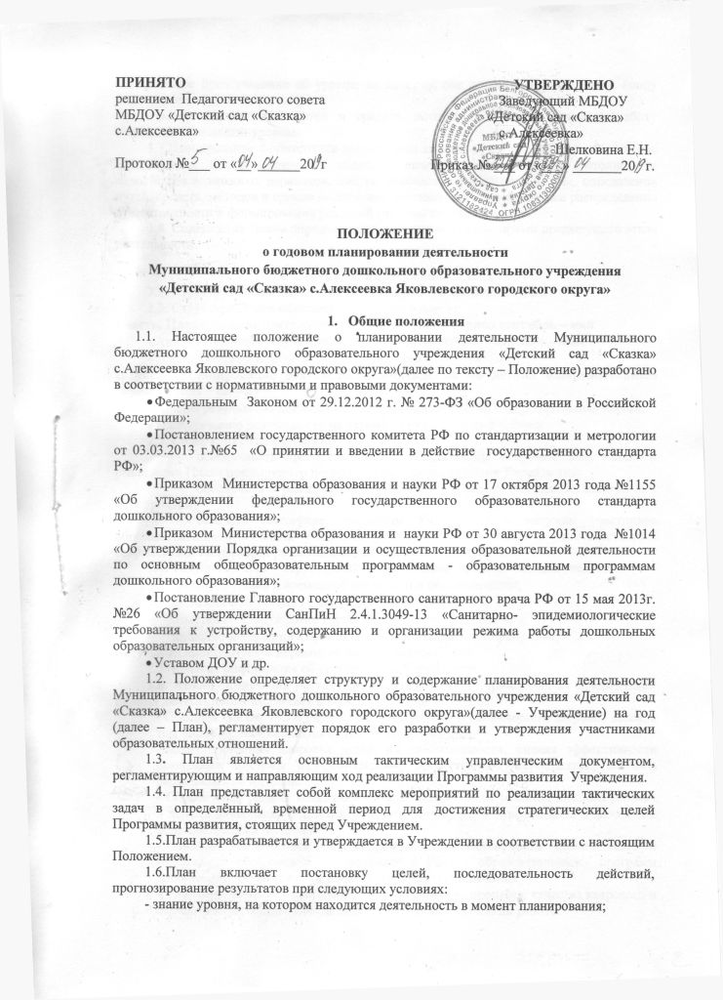 ПРИНЯТО
решением Педагогического совета
МБДОУ «Детский сад «Сказка»
с.Алексеевка»
Протокол № 5 от «04» 04 2019г
УТВЕРЖДЕНО
Заведующий МБДОУ
«Детский сад «Сказка»
с.Алексеевка»
Шелковина Е.Н.
Приказ № от « » 04 2019 г.
ПОЛОЖЕНИЕ
о годовом планировании деятельности
Муниципального бюджетного дошкольного образовательного учреждения
«Детский сад «Сказка» с.Алексеевка Яковлевского городского округа»
1. Общие положения
1.1. Настоящее положение о планировании деятельности Муниципального
бюджетного дошкольного образовательного учреждения «Детский сад «Сказка»
с.Алексеевка Яковлевского городского округа»(далее по тексту – Положение) разработано
в соответствии с нормативными и правовыми документами:
•Федеральным Законом от 29.12.2012 г. № 273-ФЗ «Об образовании в Российской
Федерации»;
•Постановлением государственного комитета РФ по стандартизации и метрологии
от 03.03.2013 г.№65 «О принятии и введении в действие государственного стандарта
РФ»;
•Приказом Министерства образования и науки РФ от 17 октября 2013 года №1155
«Об утверждении федерального государственного образовательного стандарта
дошкольного образования»;
•Приказом Министерства образования и науки РФ от 30 августа 2013 года №1014
«Об утверждении Порядка организации и осуществления образовательной деятельности
по основным общеобразовательным программам - образовательным программам
дошкольного образования»;
•Постановление Главного государственного санитарного врача РФ от 15 мая 2013г.
№26 «Об утверждении СанПиН 2.4.1.3049-13 «Санитарно- эпидемиологические
требования к устройству, содержанию и организации режима работы дошкольных
образовательных организаций»;
•Уставом ДОУ и др.
1.2. Положение определяет структуру и содержание планирования деятельности
Муниципального бюджетного дошкольного образовательного учреждения «Детский сад
«Сказка» с.Алексеевка Яковлевского городского округа»(далее - Учреждение) на год
(далее – План), регламентирует порядок его разработки и утверждения участниками
образовательных отношений.
1.3. План является основным тактическим управленческим документом,
регламентирующим и направляющим ход реализации Программы развития Учреждения.
1.4. План представляет собой комплекс мероприятий по реализации тактических
задач в определённый, временной период для достижения стратегических целей
Программы развития, стоящих перед Учреждением.
1.5.План разрабатывается и утверждается в Учреждении в соответствии с настоящим
Положением.
1.6.План включает постановку целей, последовательность действий,
прогнозирование результатов при следующих условиях:
- знание уровня, на котором находится деятельность в момент планирования;